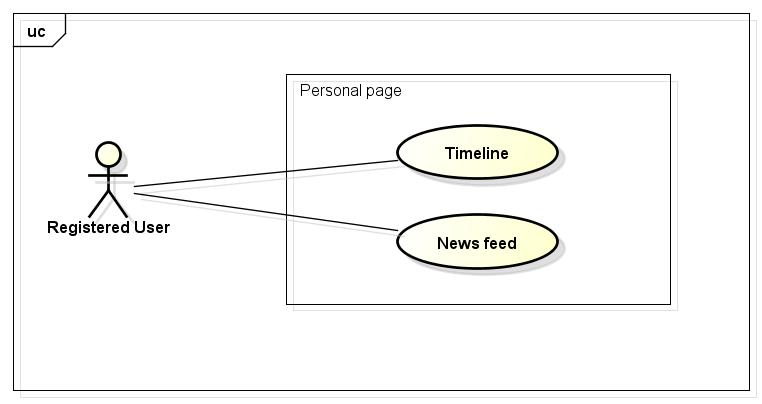 uc
Personal page
Timeline
Registered User
News feed